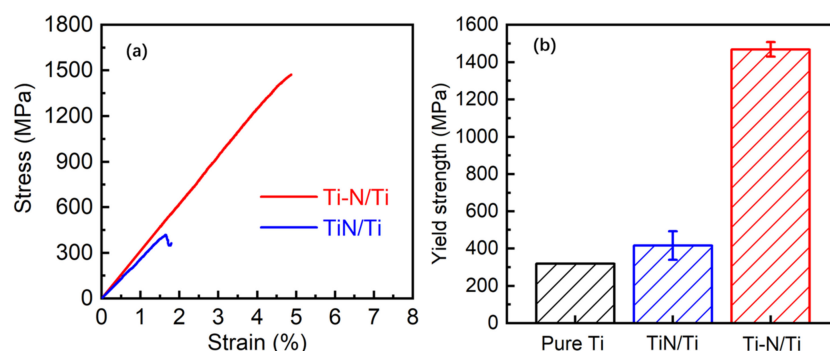 (a)
Stress (MPa)
1800
1500
1200
900
600
300
0
Ti-N/Ti
TiN/Ti
0 1 2 3 4 5 6 7 8
Strain (%)
(b)
Yield strength (MPa)
1600
1400
1200
1000
800
600
400
200
0
Pure Ti TiN/Ti Ti-N/Ti